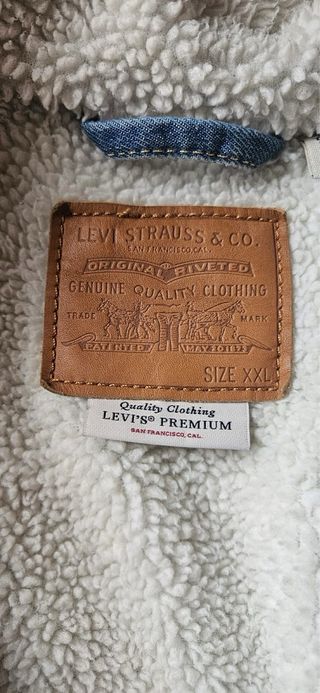 LEVI STRAUSS & CO.
SAN FRANCISCO, CAL.
ORIGINAL RIVETED
GENUINE QUALITY CLOTHING
TRADE MARK
PATENTED MAY 20 1873
SIZE XXL
Quality Clothing
LEVI'S® PREMIUM
SAN FRANCISCO, CAL.